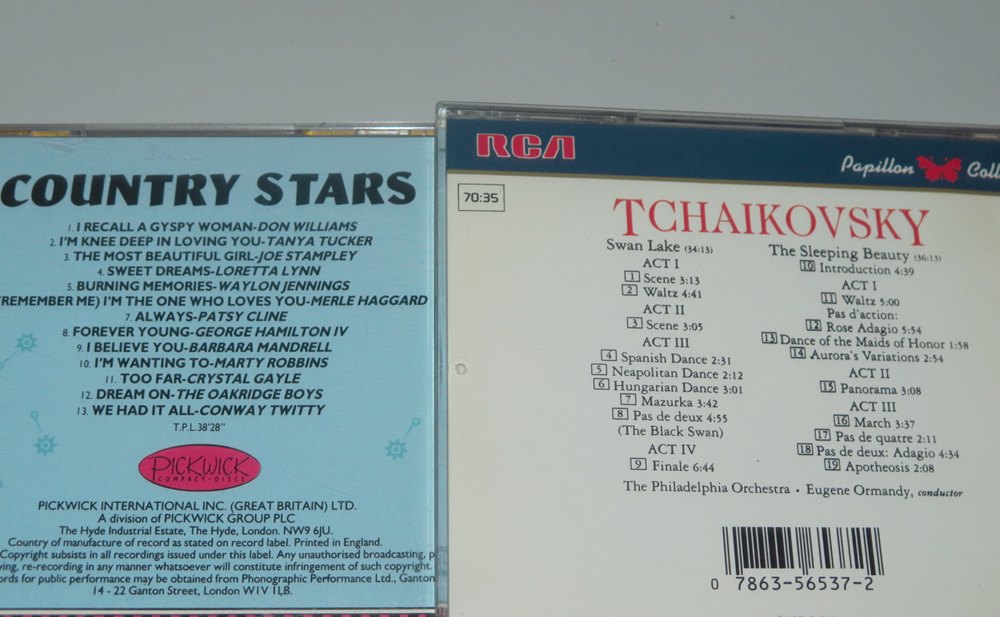 COUNTRY STARS
1. I RECALL A GYSPY WOMAN-DON WILLIAMS
2. I'M KNEE DEEP IN LOVING YOU-TANYA TUCKER
3. THE MOST BEAUTIFUL GIRL-JOE STAMPLEY
4. SWEET DREAMS-LORETTA LYNN
5. BURNING MEMORIES-WAYLON JENNINGS
(REMEMBER ME) I'M THE ONE WHO LOVES YOU-MERLE HAGGARD
7. ALWAYS-PATSY CLINE
8. FOREVER YOUNG-GEORGE HAMILTON IV
9. I BELIEVE YOU-BARBARA MANDRELL
10. I'M WANTING TO-MARTY ROBBINS
11. TOO FAR-CRYSTAL GAYLE
12. DREAM ON-THE OAKRIDGE BOYS
13. WE HAD IT ALL-CONWAY TWITTY
T.P.L.38'28"
PICKWICK
COMPACT·DISCS
PICKWICK INTERNATIONAL INC. (GREAT BRITAIN) LTD.
A division of PICKWICK GROUP PLC
The Hyde Industrial Estate, The Hyde, London. NW9 6JU.
Country of manufacture of record as stated on record label. Printed in England.
Copyright subsists in all recordings issued under this label. Any unauthorised broadcasting, p
ying, re-recording in any manner whatsoever will constitute infringement of such copyright.
ords for public performance may be obtained from Phonographic Performance Ltd., Ganton
14 - 22 Ganton Street, London W1V 1LB.
RCA
Papillon Coll
70:35
TCHAIKOVSKY
Swan Lake (34:13)
ACT I
1 Scene 3:13
2 Waltz 4:41
ACT II
3 Scene 3:05
ACT III
4 Spanish Dance 2:31
5 Neapolitan Dance 2:12
6 Hungarian Dance 3:01
7 Mazurka 3:42
8 Pas de deux 4:55
(The Black Swan)
ACT IV
9 Finale 6:44
The Sleeping Beauty (36:13)
10 Introduction 4:39
ACT I
11 Waltz 5:00
Pas d'action:
12 Rose Adagio 5:54
13 Dance of the Maids of Honor 1:58
14 Aurora's Variations 2:54
ACT II
15 Panorama 3:08
ACT III
16 March 3:37
17 Pas de quatre 2:11
18 Pas de deux: Adagio 4:34
19 Apotheosis 2:08
The Philadelphia Orchestra · Eugene Ormandy, conductor
0 7863-56537-2